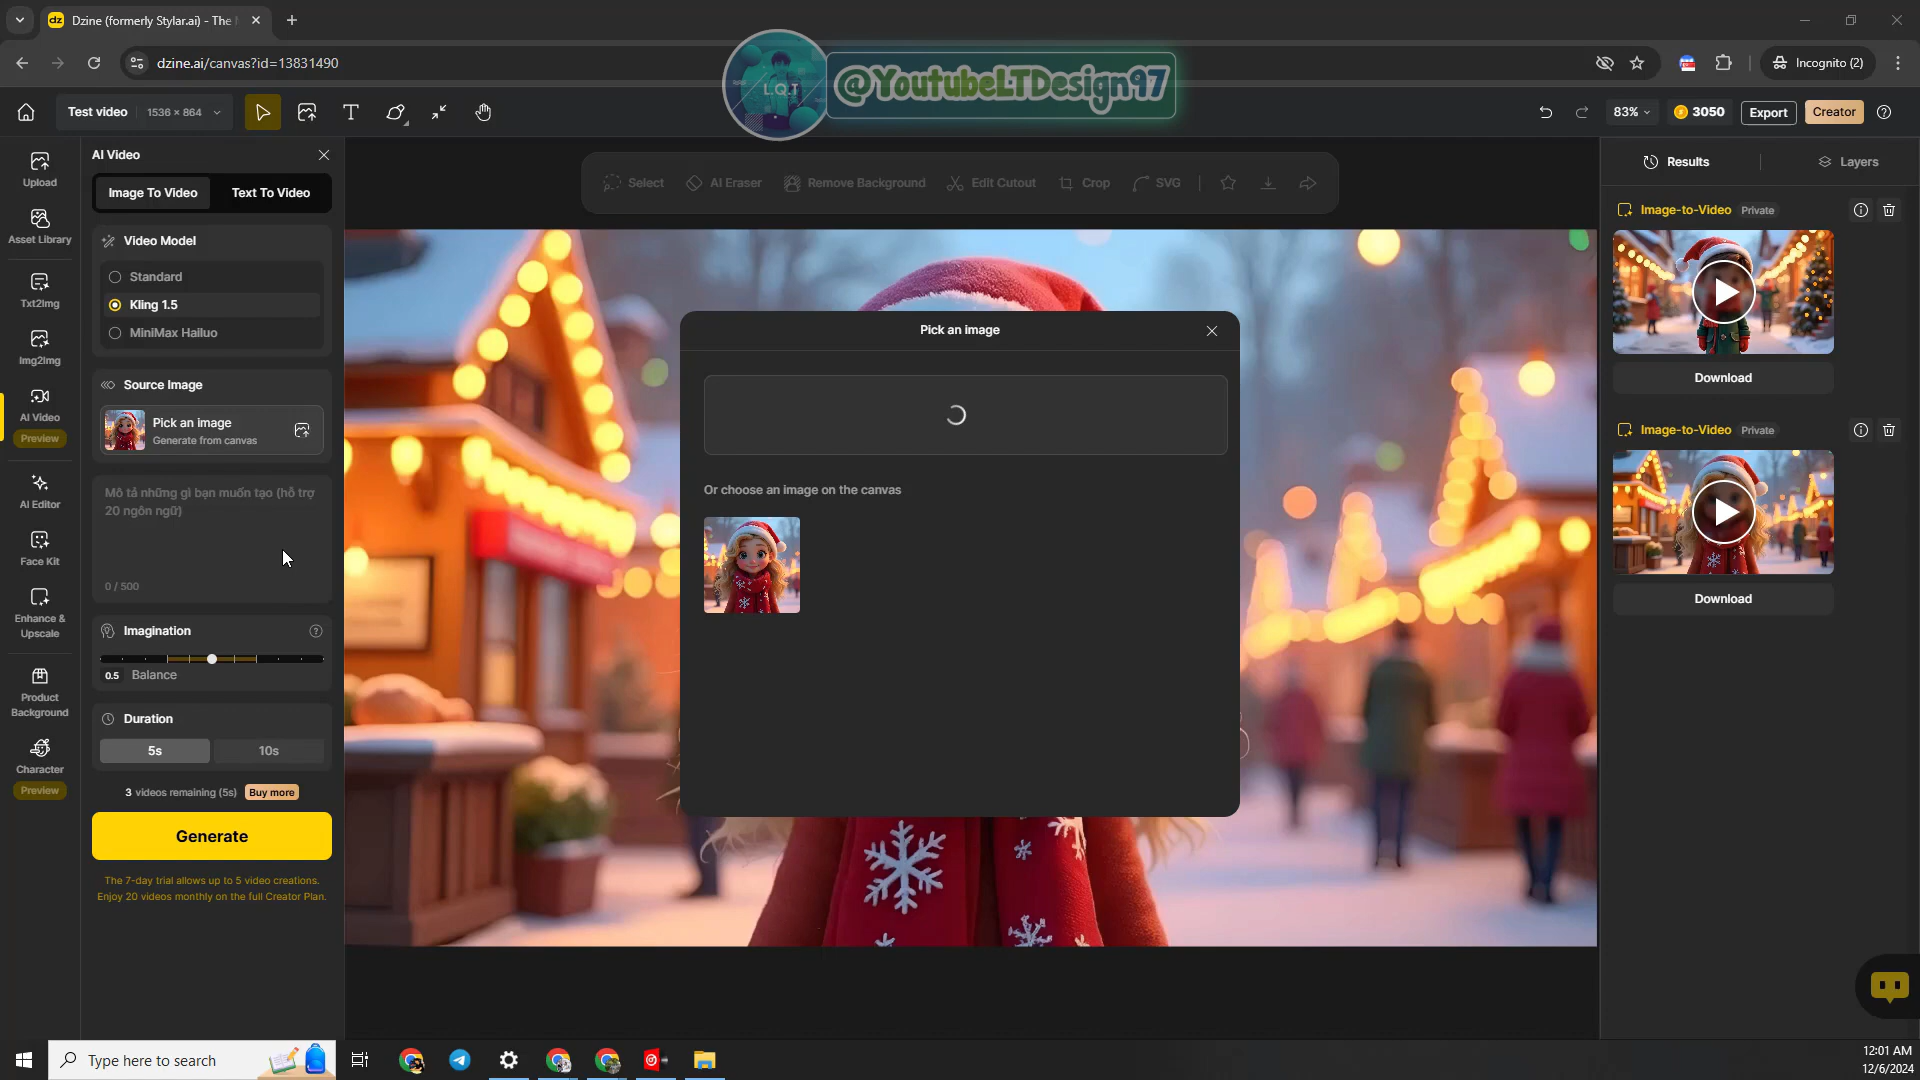 Dzine (formerly Stylar.ai) - The
dzine.ai/canvas?id=13831490
Incognito (2)
L.Q.T
@YoutubeLTDesign97
Test video
1536 × 864
83%
3050
Export
Creator
Upload
Asset Library
Txt2Img
Img2Img
AI Video
Preview
AI Editor
Face Kit
Enhance &
Upscale
Product
Background
Character
Preview
AI Video
Image To Video
Text To Video
Video Model
Standard
Kling 1.5
MiniMax Hailuo
Source Image
Pick an image
Generate from canvas
Mô tả những gì bạn muốn tạo (hỗ trợ
20 ngôn ngữ)
0 / 500
Imagination
0.5 Balance
Duration
5s
10s
3 videos remaining (5s)
Buy more
Generate
The 7-day trial allows up to 5 video creations.
Enjoy 20 videos monthly on the full Creator Plan.
Select
AI Eraser
Remove Background
Edit Cutout
Crop
SVG
Pick an image
Or choose an image on the canvas
Results
Layers
Image-to-Video Private
Download
Image-to-Video Private
Download
Type here to search
12:01 AM
12/6/2024